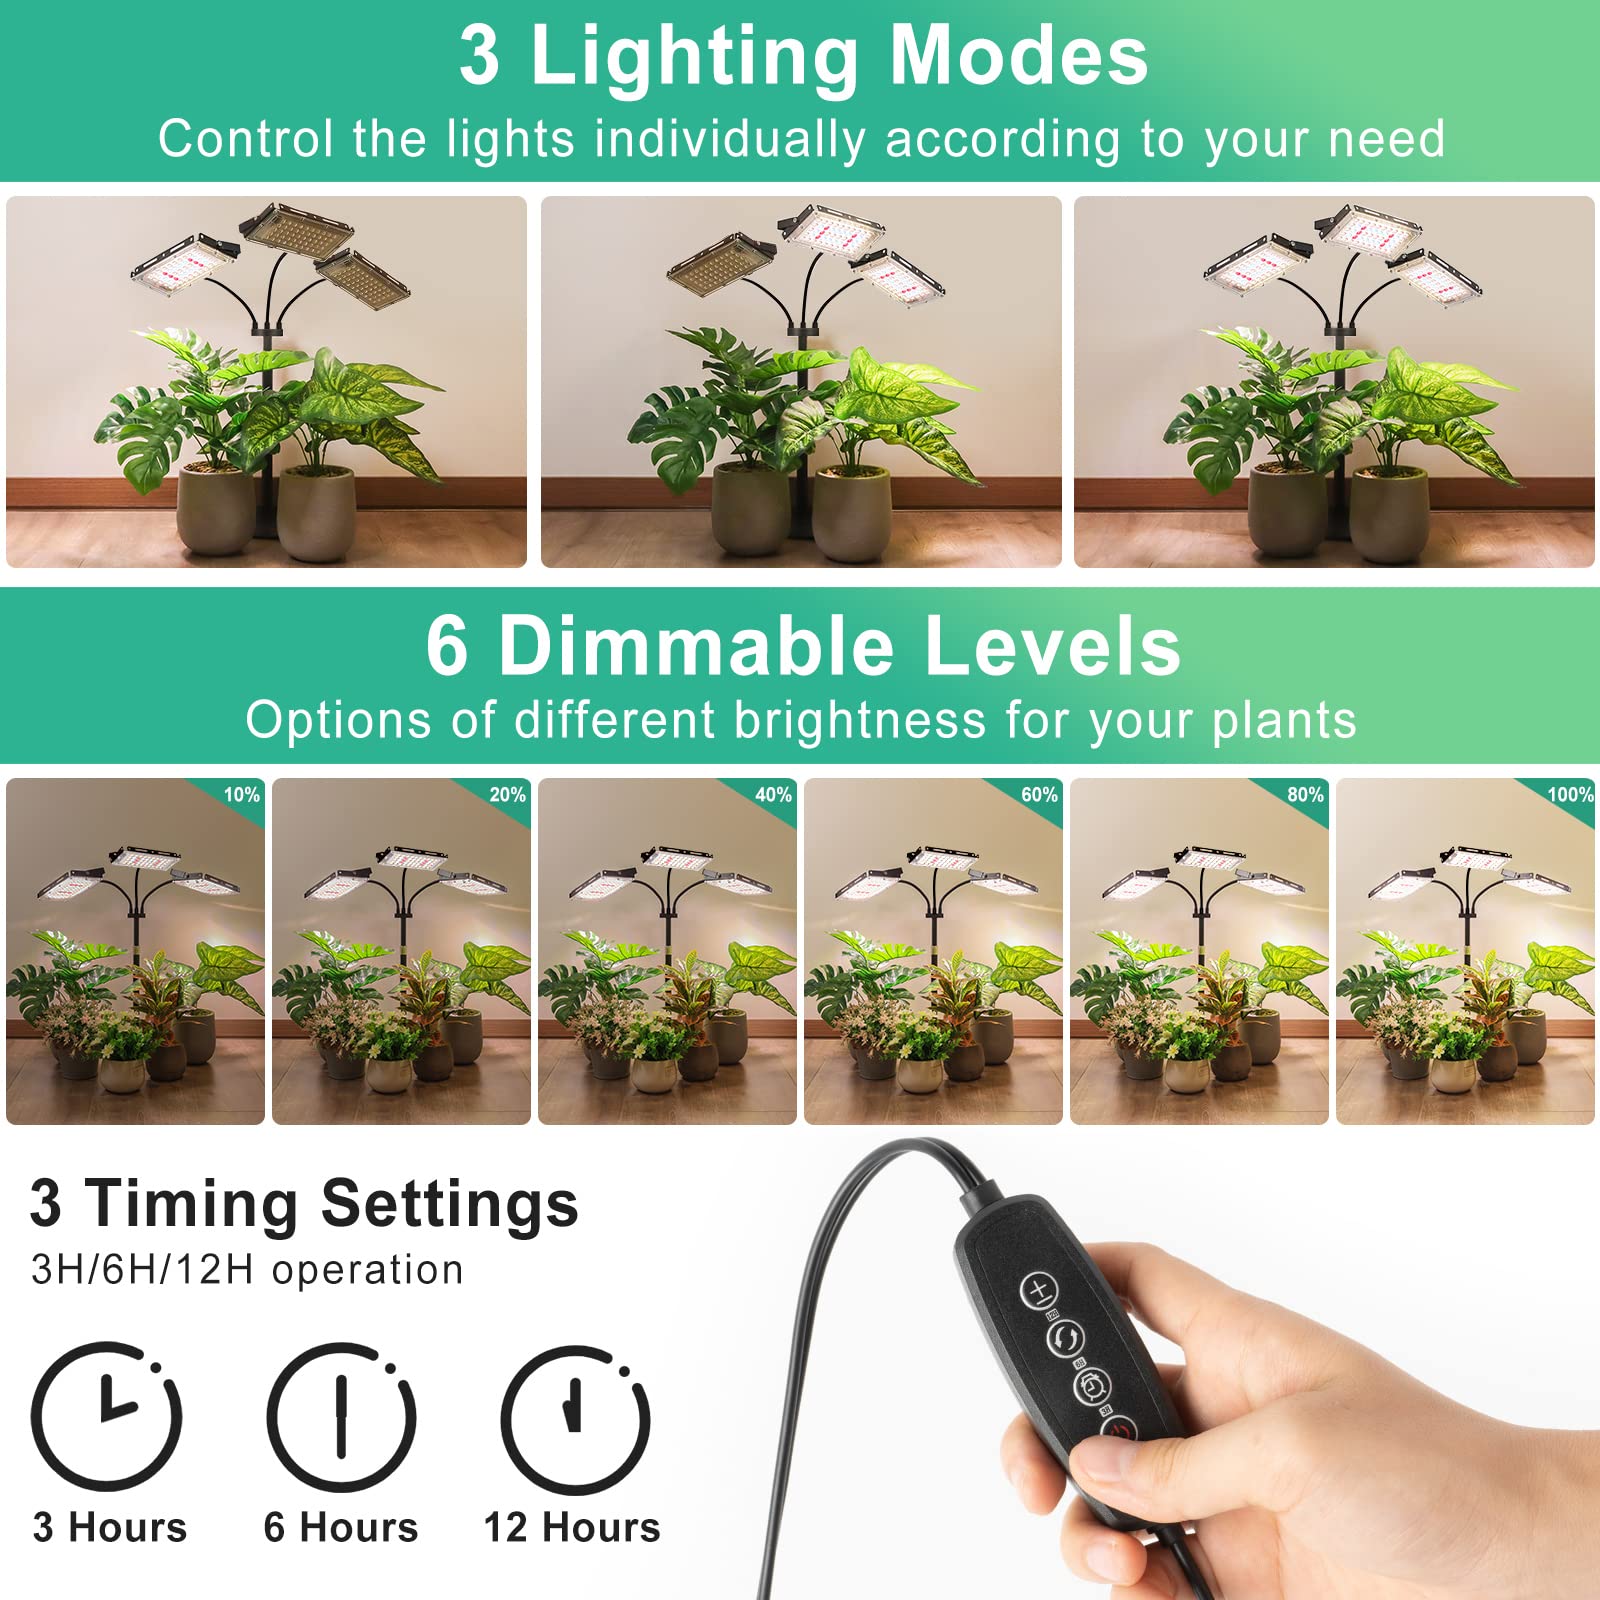 3 Lighting Modes
Control the lights individually according to your need
6 Dimmable Levels
Options of different brightness for your plants
10%
20%
40%
60%
80%
100%
3 Timing Settings
3H/6H/12H operation
3 Hours
6 Hours
12 Hours